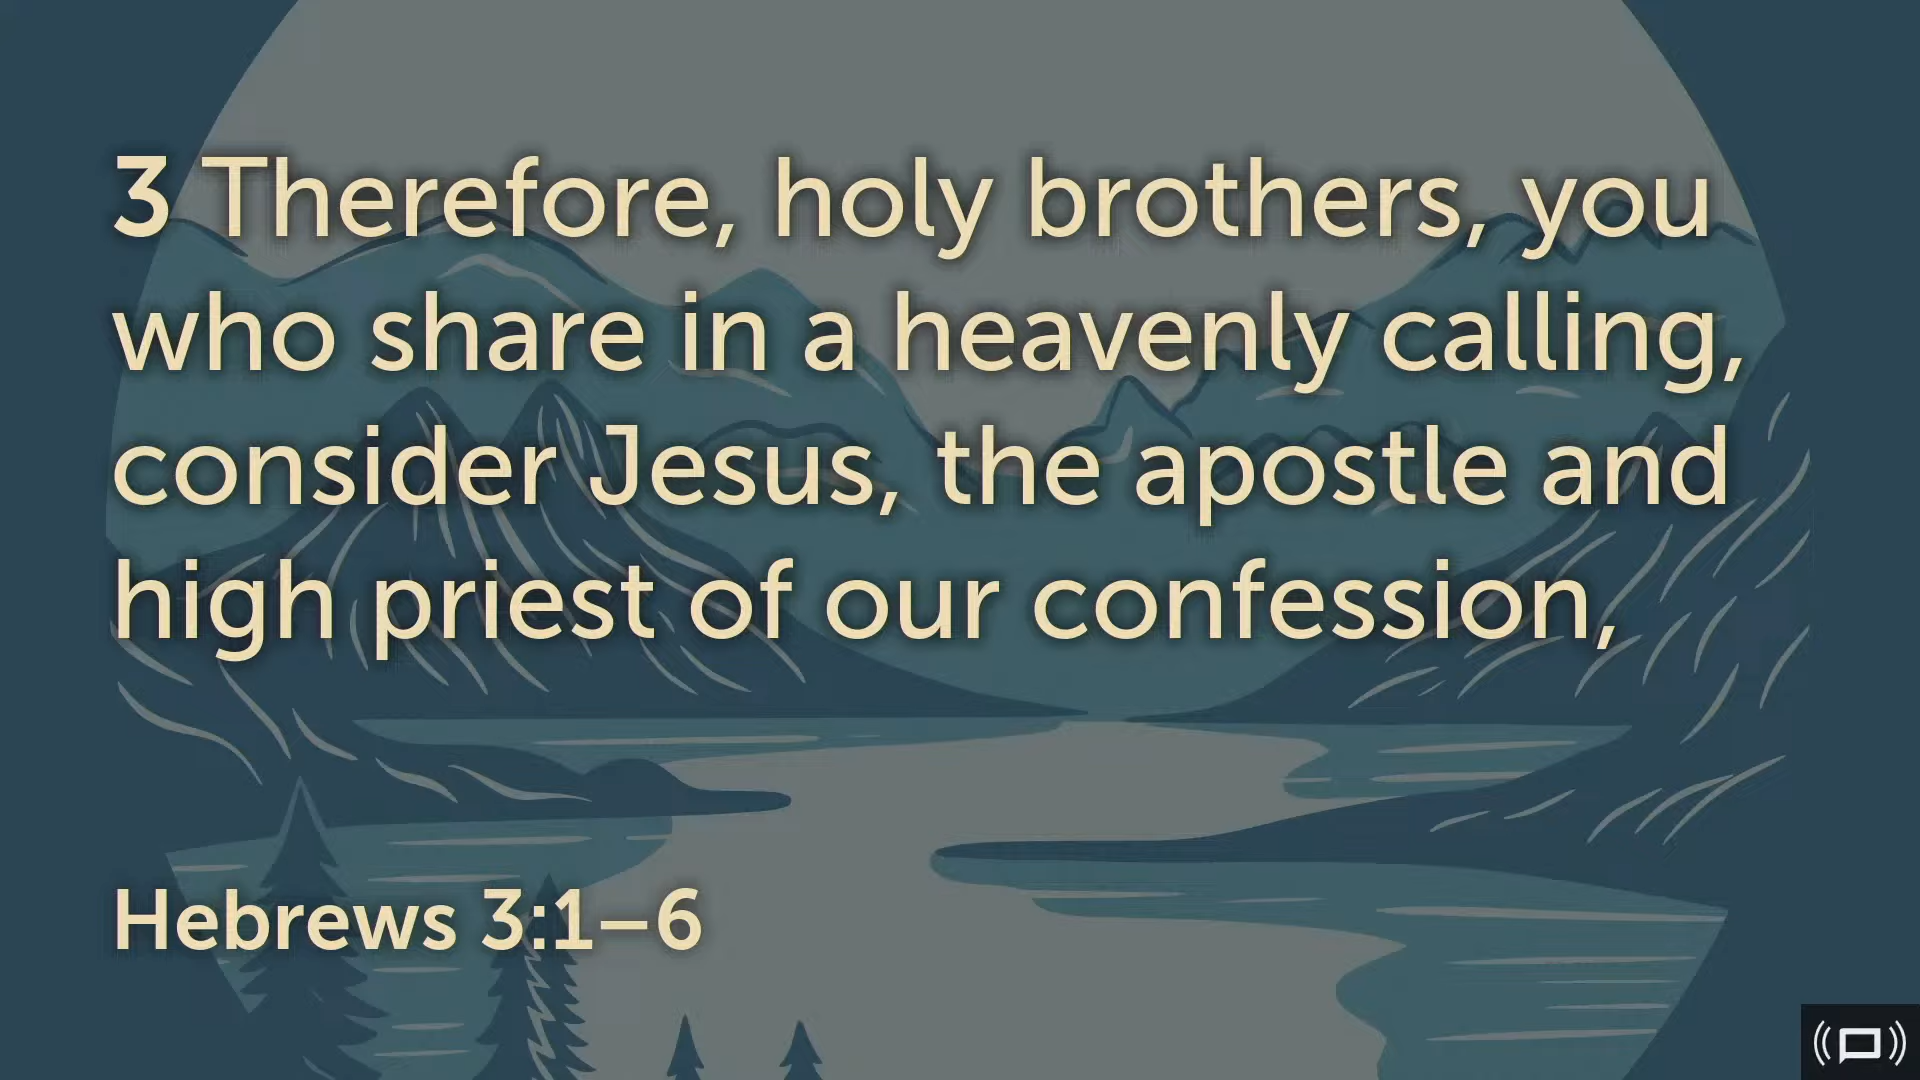 3 Therefore, holy brothers, you
who share in a heavenly calling,
consider Jesus, the apostle and
high priest of our confession,
Hebrews 3:1–6